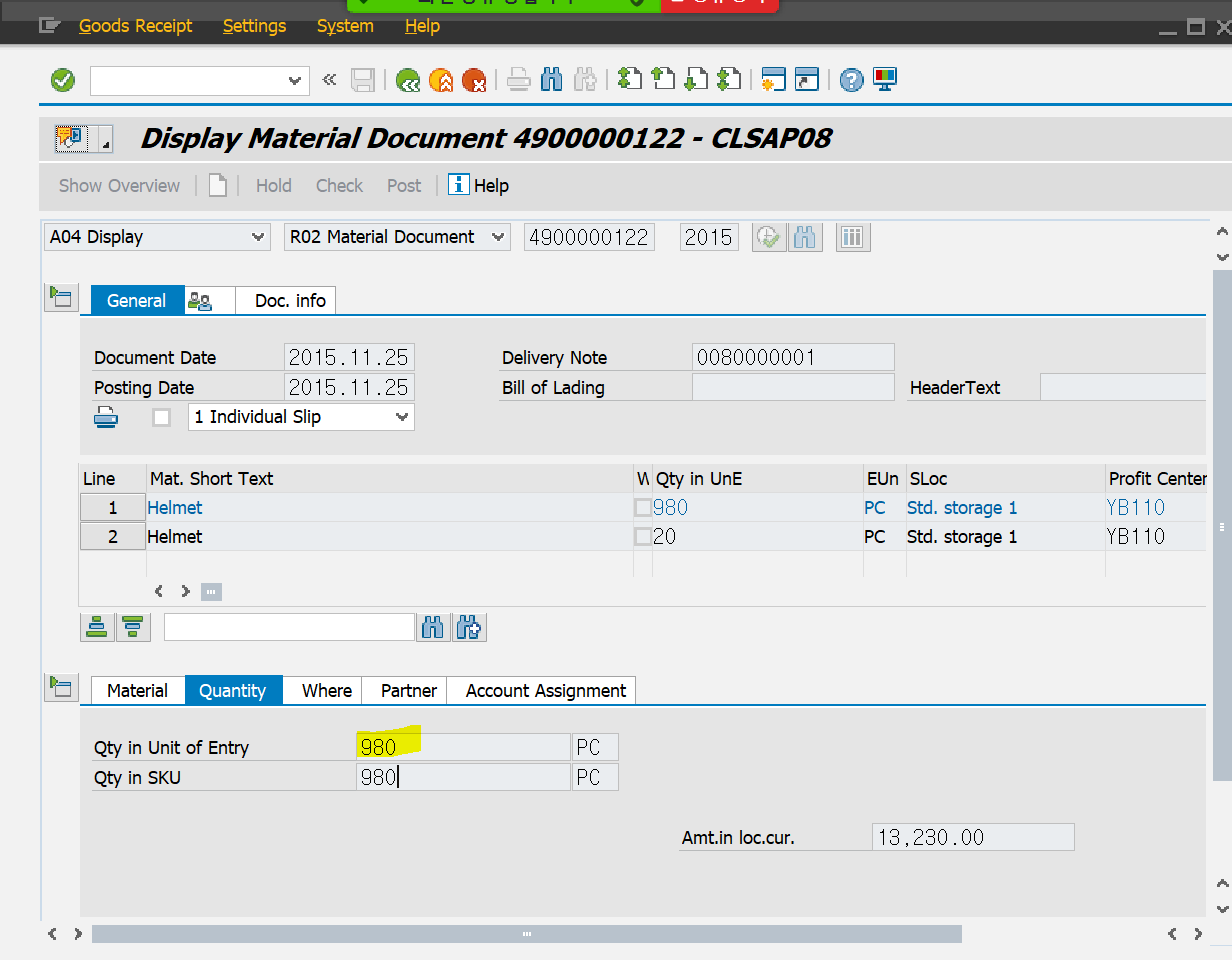 Goods Receipt Settings System Help
Display Material Document 4900000122 - CLSAP08
Show Overview Hold Check Post Help
A04 Display R02 Material Document 4900000122 2015
General Doc. info
Document Date 2015.11.25 Delivery Note 0080000001
Posting Date 2015.11.25 Bill of Lading HeaderText
1 Individual Slip
Line Mat. Short Text W Qty in UnE EUn SLoc Profit Center
1 Helmet 980 PC Std. storage 1 YB110
2 Helmet 20 PC Std. storage 1 YB110
Material Quantity Where Partner Account Assignment
Qty in Unit of Entry 980 PC
Qty in SKU 980 PC
Amt.in loc.cur. 13,230.00